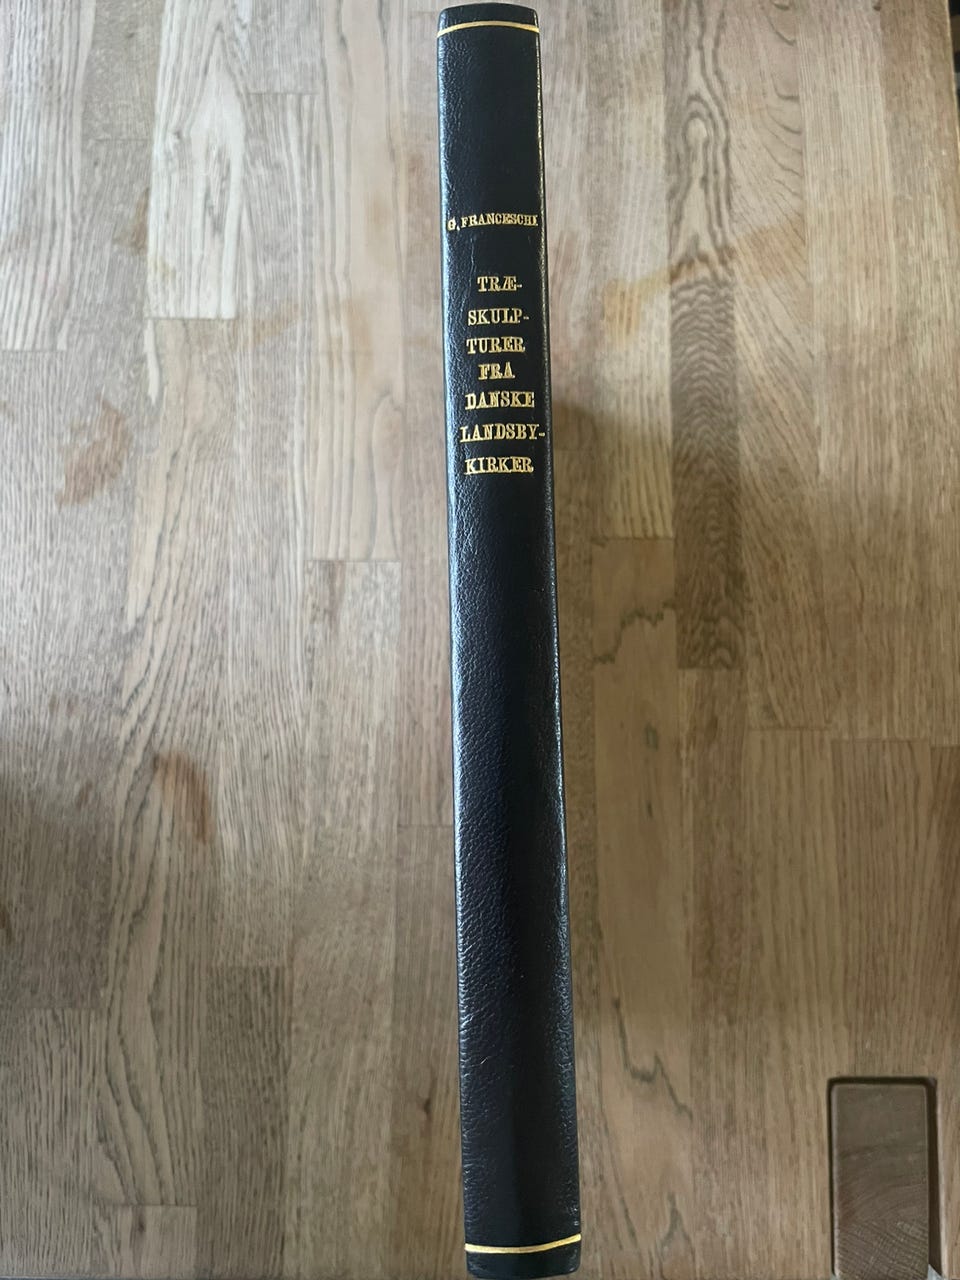 G. FRANCESCHI
TRÆ-
SKULP-
TURER
FRA
DANSKE
LANDSBY-
KIRKER